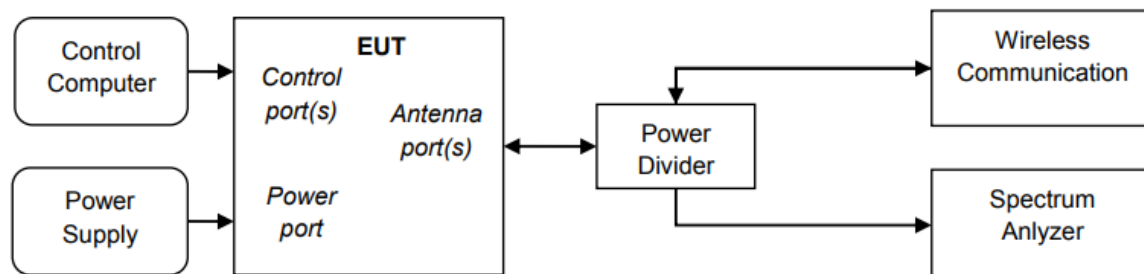 Control
Computer
EUT
Control
port(s)
Antenna
port(s)
Power
port
Power
Supply
Power
Divider
Wireless
Communication
Spectrum
Anlyzer